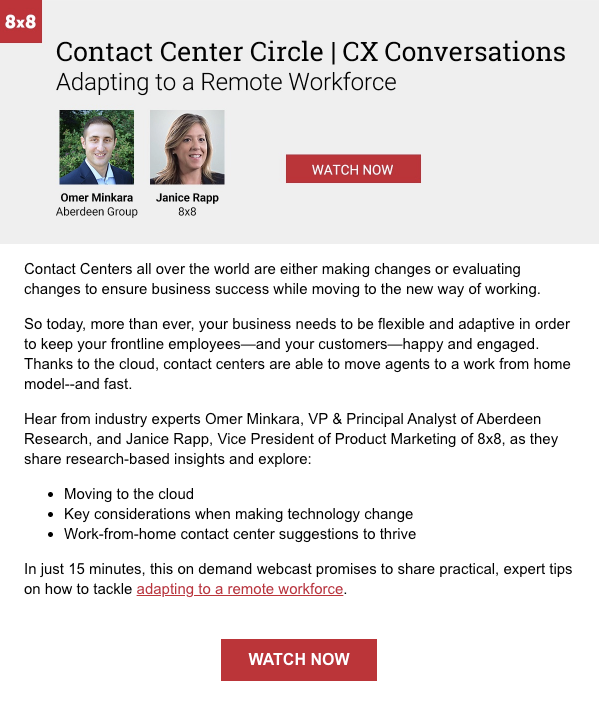 8x8
Contact Center Circle | CX Conversations
Adapting to a Remote Workforce
WATCH NOW
Omer Minkara Janice Rapp
Aberdeen Group 8x8
Contact Centers all over the world are either making changes or evaluating
changes to ensure business success while moving to the new way of working.
So today, more than ever, your business needs to be flexible and adaptive in order
to keep your frontline employees—and your customers—happy and engaged.
Thanks to the cloud, contact centers are able to move agents to a work from home
model--and fast.
Hear from industry experts Omer Minkara, VP & Principal Analyst of Aberdeen
Research, and Janice Rapp, Vice President of Product Marketing of 8x8, as they
share research-based insights and explore:
• Moving to the cloud
• Key considerations when making technology change
• Work-from-home contact center suggestions to thrive
In just 15 minutes, this on demand webcast promises to share practical, expert tips
on how to tackle adapting to a remote workforce.
WATCH NOW